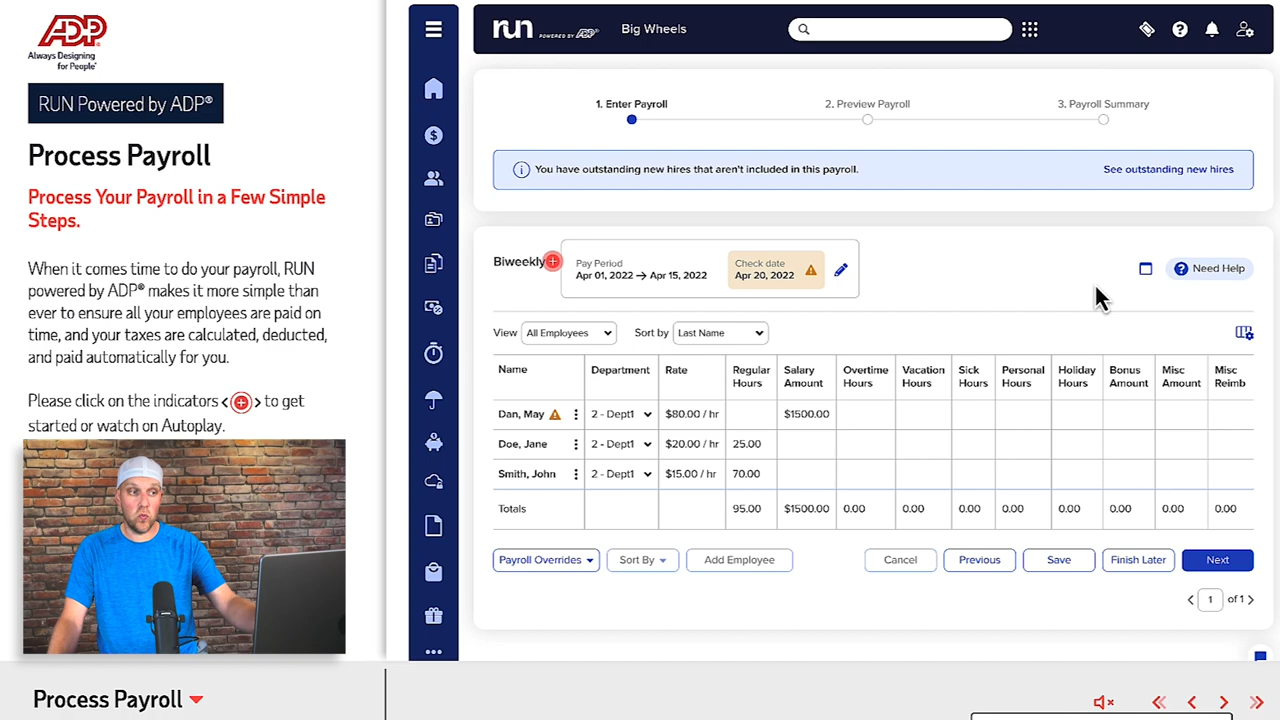 ADP
Always Designing
for People®
RUN Powered by ADP®
Process Payroll
Process Your Payroll in a Few Simple
Steps.
When it comes time to do your payroll, RUN
powered by ADP® makes it more simple than
ever to ensure all your employees are paid on
time, and your taxes are calculated, deducted,
and paid automatically for you.
Please click on the indicators <+> to get
started or watch on Autoplay.
run POWERED BY ADP Big Wheels
1. Enter Payroll 2. Preview Payroll 3. Payroll Summary
You have outstanding new hires that aren't included in this payroll. See outstanding new hires
Biweekly
Pay Period
Apr 01, 2022 → Apr 15, 2022
Check date
Apr 20, 2022
Need Help
View All Employees Sort by Last Name
Name Department Rate Regular Hours Salary Amount Overtime Hours Vacation Hours Sick Hours Personal Hours Holiday Hours Bonus Amount Misc Amount Misc Reimb
Dan, May 2 - Dept1 $80.00 / hr $1500.00
Doe, Jane 2 - Dept1 $20.00 / hr 25.00
Smith, John 2 - Dept1 $15.00 / hr 70.00
Totals 95.00 $1500.00 0.00 0.00 0.00 0.00 0.00 0.00 0.00 0.00
Payroll Overrides Sort By Add Employee Cancel Previous Save Finish Later Next
1 of 1
Process Payroll